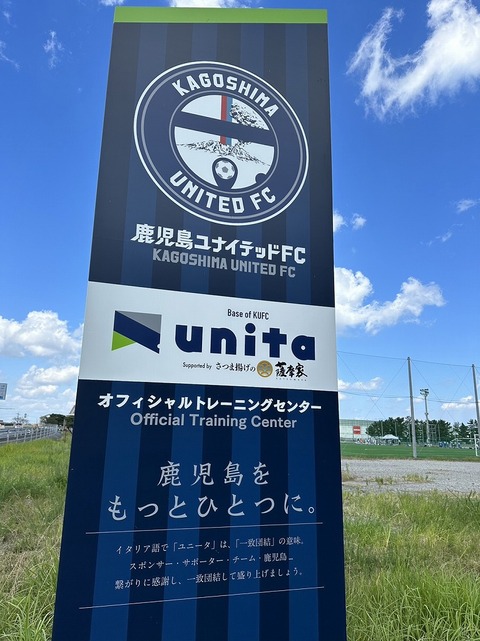 KAGOSHIMA
UNITED FC
鹿児島ユナイテッドFC
KAGOSHIMA UNITED FC
Base of KUFC
unita
Supported by さつま揚げの 薩摩家
オフィシャルトレーニングセンター
Official Training Center
鹿児島を
もっとひとつに。
イタリア語で「ユニータ」は、「一致団結」の意味。
スポンサー・サポーター・チーム・鹿児島...
繋がりに感謝し、一致団結して盛り上げましょう。